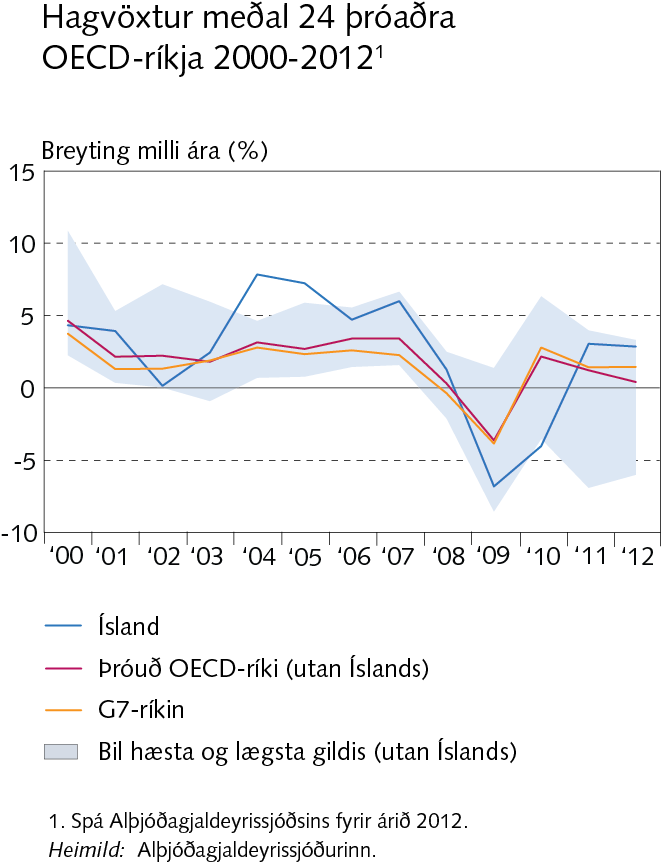 Hagvöxtur meðal 24 þróaðra
OECD-ríkja 2000-2012¹
Breyting milli ára (%)
15
10
5
0
-5
-10
‘00 ‘01 ‘02 ‘03 ‘04 ‘05 ‘06 ‘07 ‘08 ‘09 ‘10 ‘11 ‘12
Ísland
Þróuð OECD-ríki (utan Íslands)
G7-ríkin
Bil hæsta og lægsta gildis (utan Íslands)
1. Spá Alþjóðagjaldeyrissjóðsins fyrir árið 2012.
Heimild: Alþjóðagjaldeyrissjóðurinn.